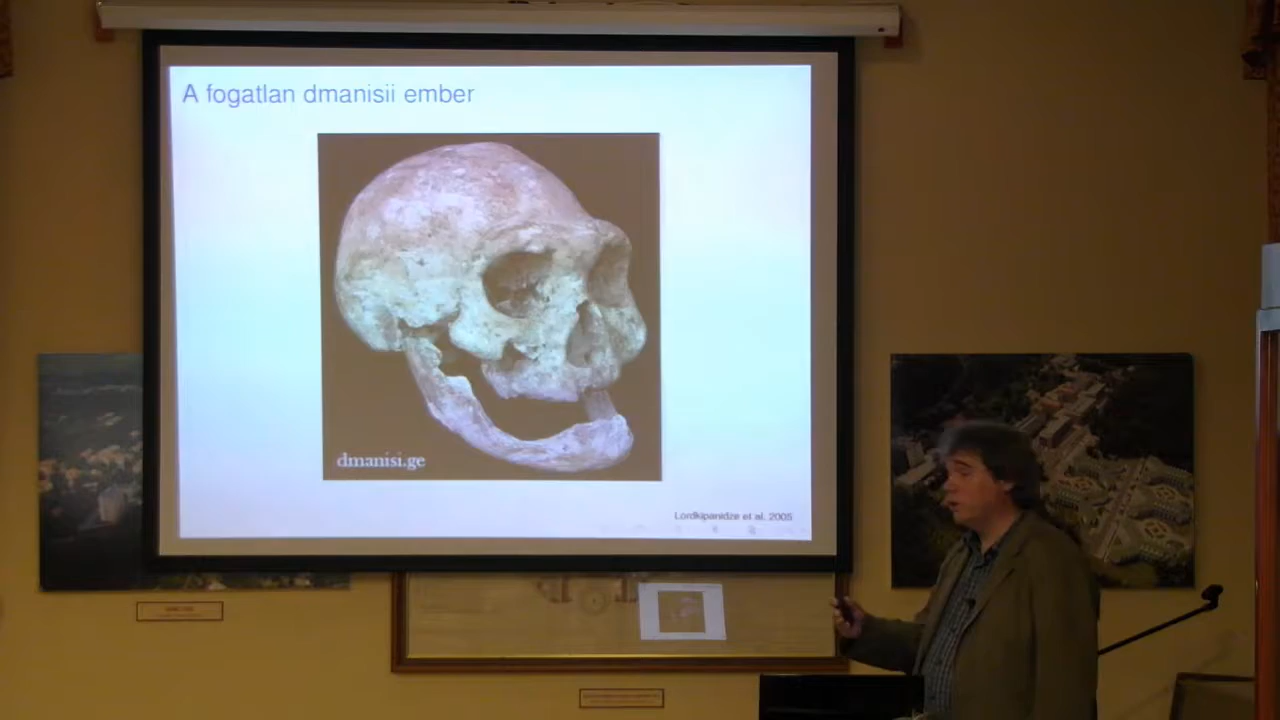 A fogatlan dmanisii ember
dmanisi.ge
Lordkipanidze et al. 2005